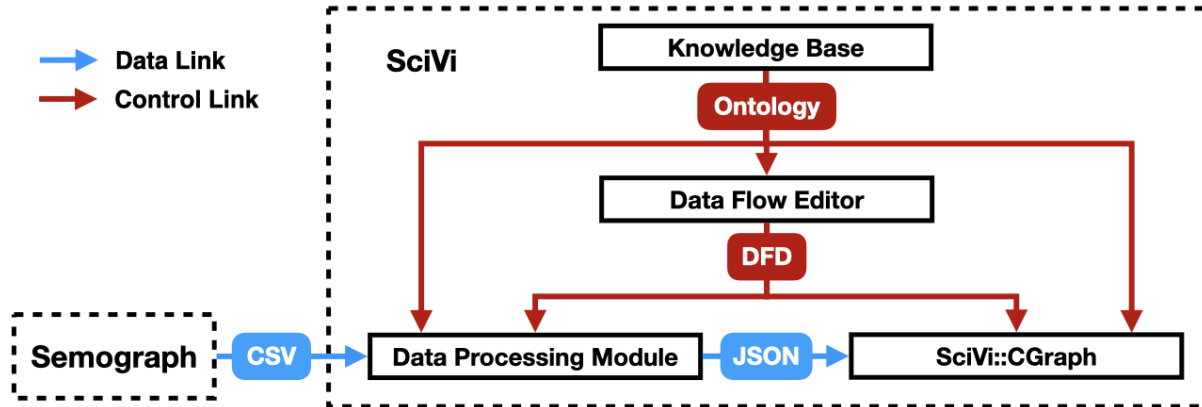 Data Link
Control Link
SciVi
Knowledge Base
Ontology
Data Flow Editor
DFD
Semograph
CSV
Data Processing Module
JSON
SciVi::CGraph